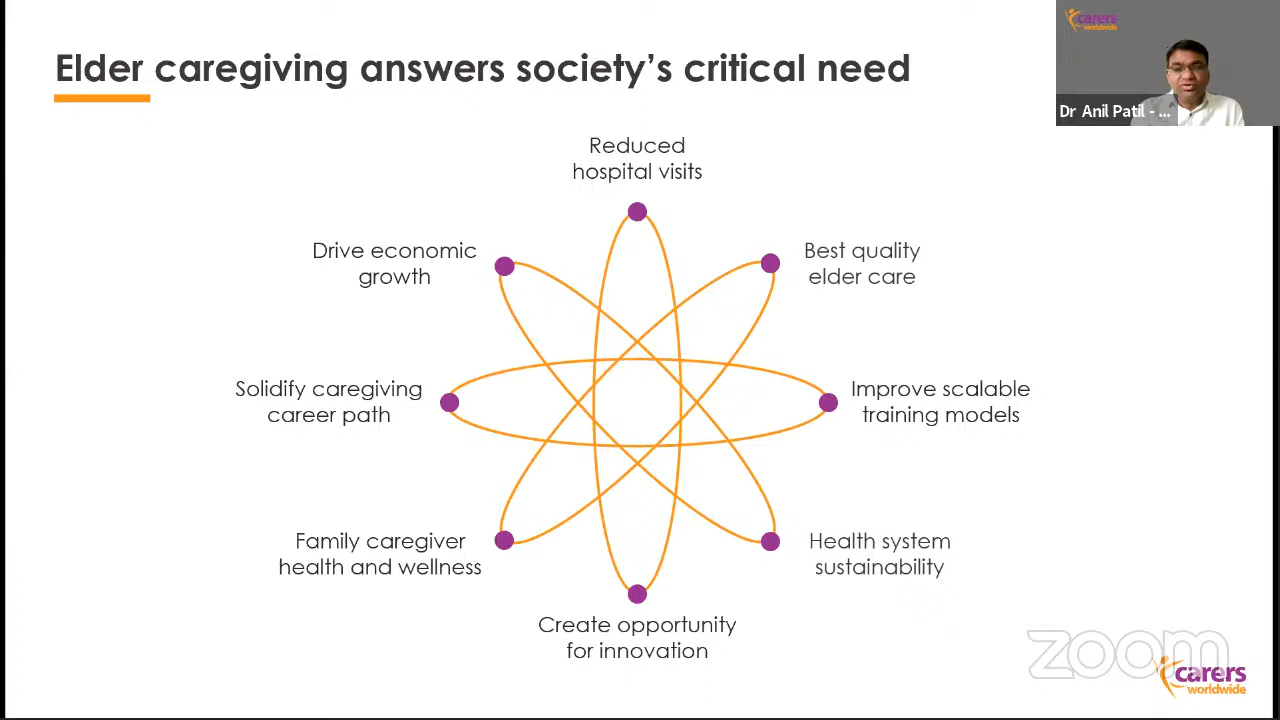 Elder caregiving answers society's critical need
carers
worldwide
Dr Anil Patil - ...
Reduced
hospital visits
Drive economic
growth
Best quality
elder care
Solidify caregiving
career path
Improve scalable
training models
Family caregiver
health and wellness
Health system
sustainability
Create opportunity
for innovation
zoom
carers
worldwide